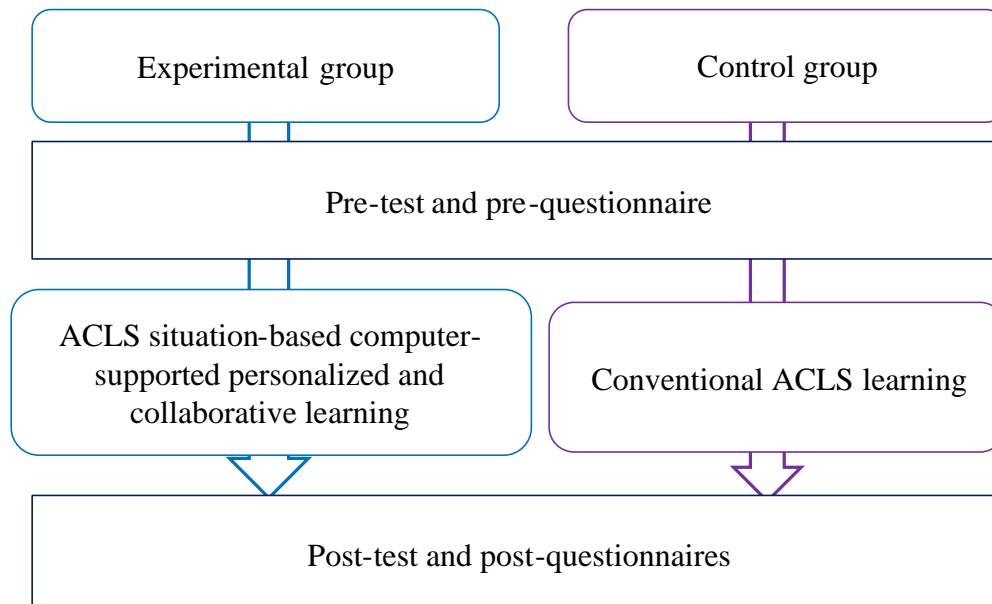 Experimental group
Control group
Pre-test and pre-questionnaire
ACLS situation-based computer-
supported personalized and
collaborative learning
Conventional ACLS learning
Post-test and post-questionnaires